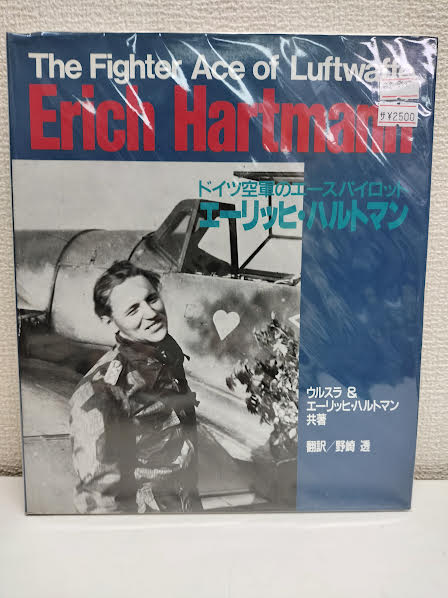 The Fighter Ace of Luftwaffe
Erich Hartmann
サ¥2500
ドイツ空軍のエースパイロット
エーリッヒ・ハルトマン
ウルスラ &
エーリッヒ・ハルトマン
共著
翻訳/野崎 透